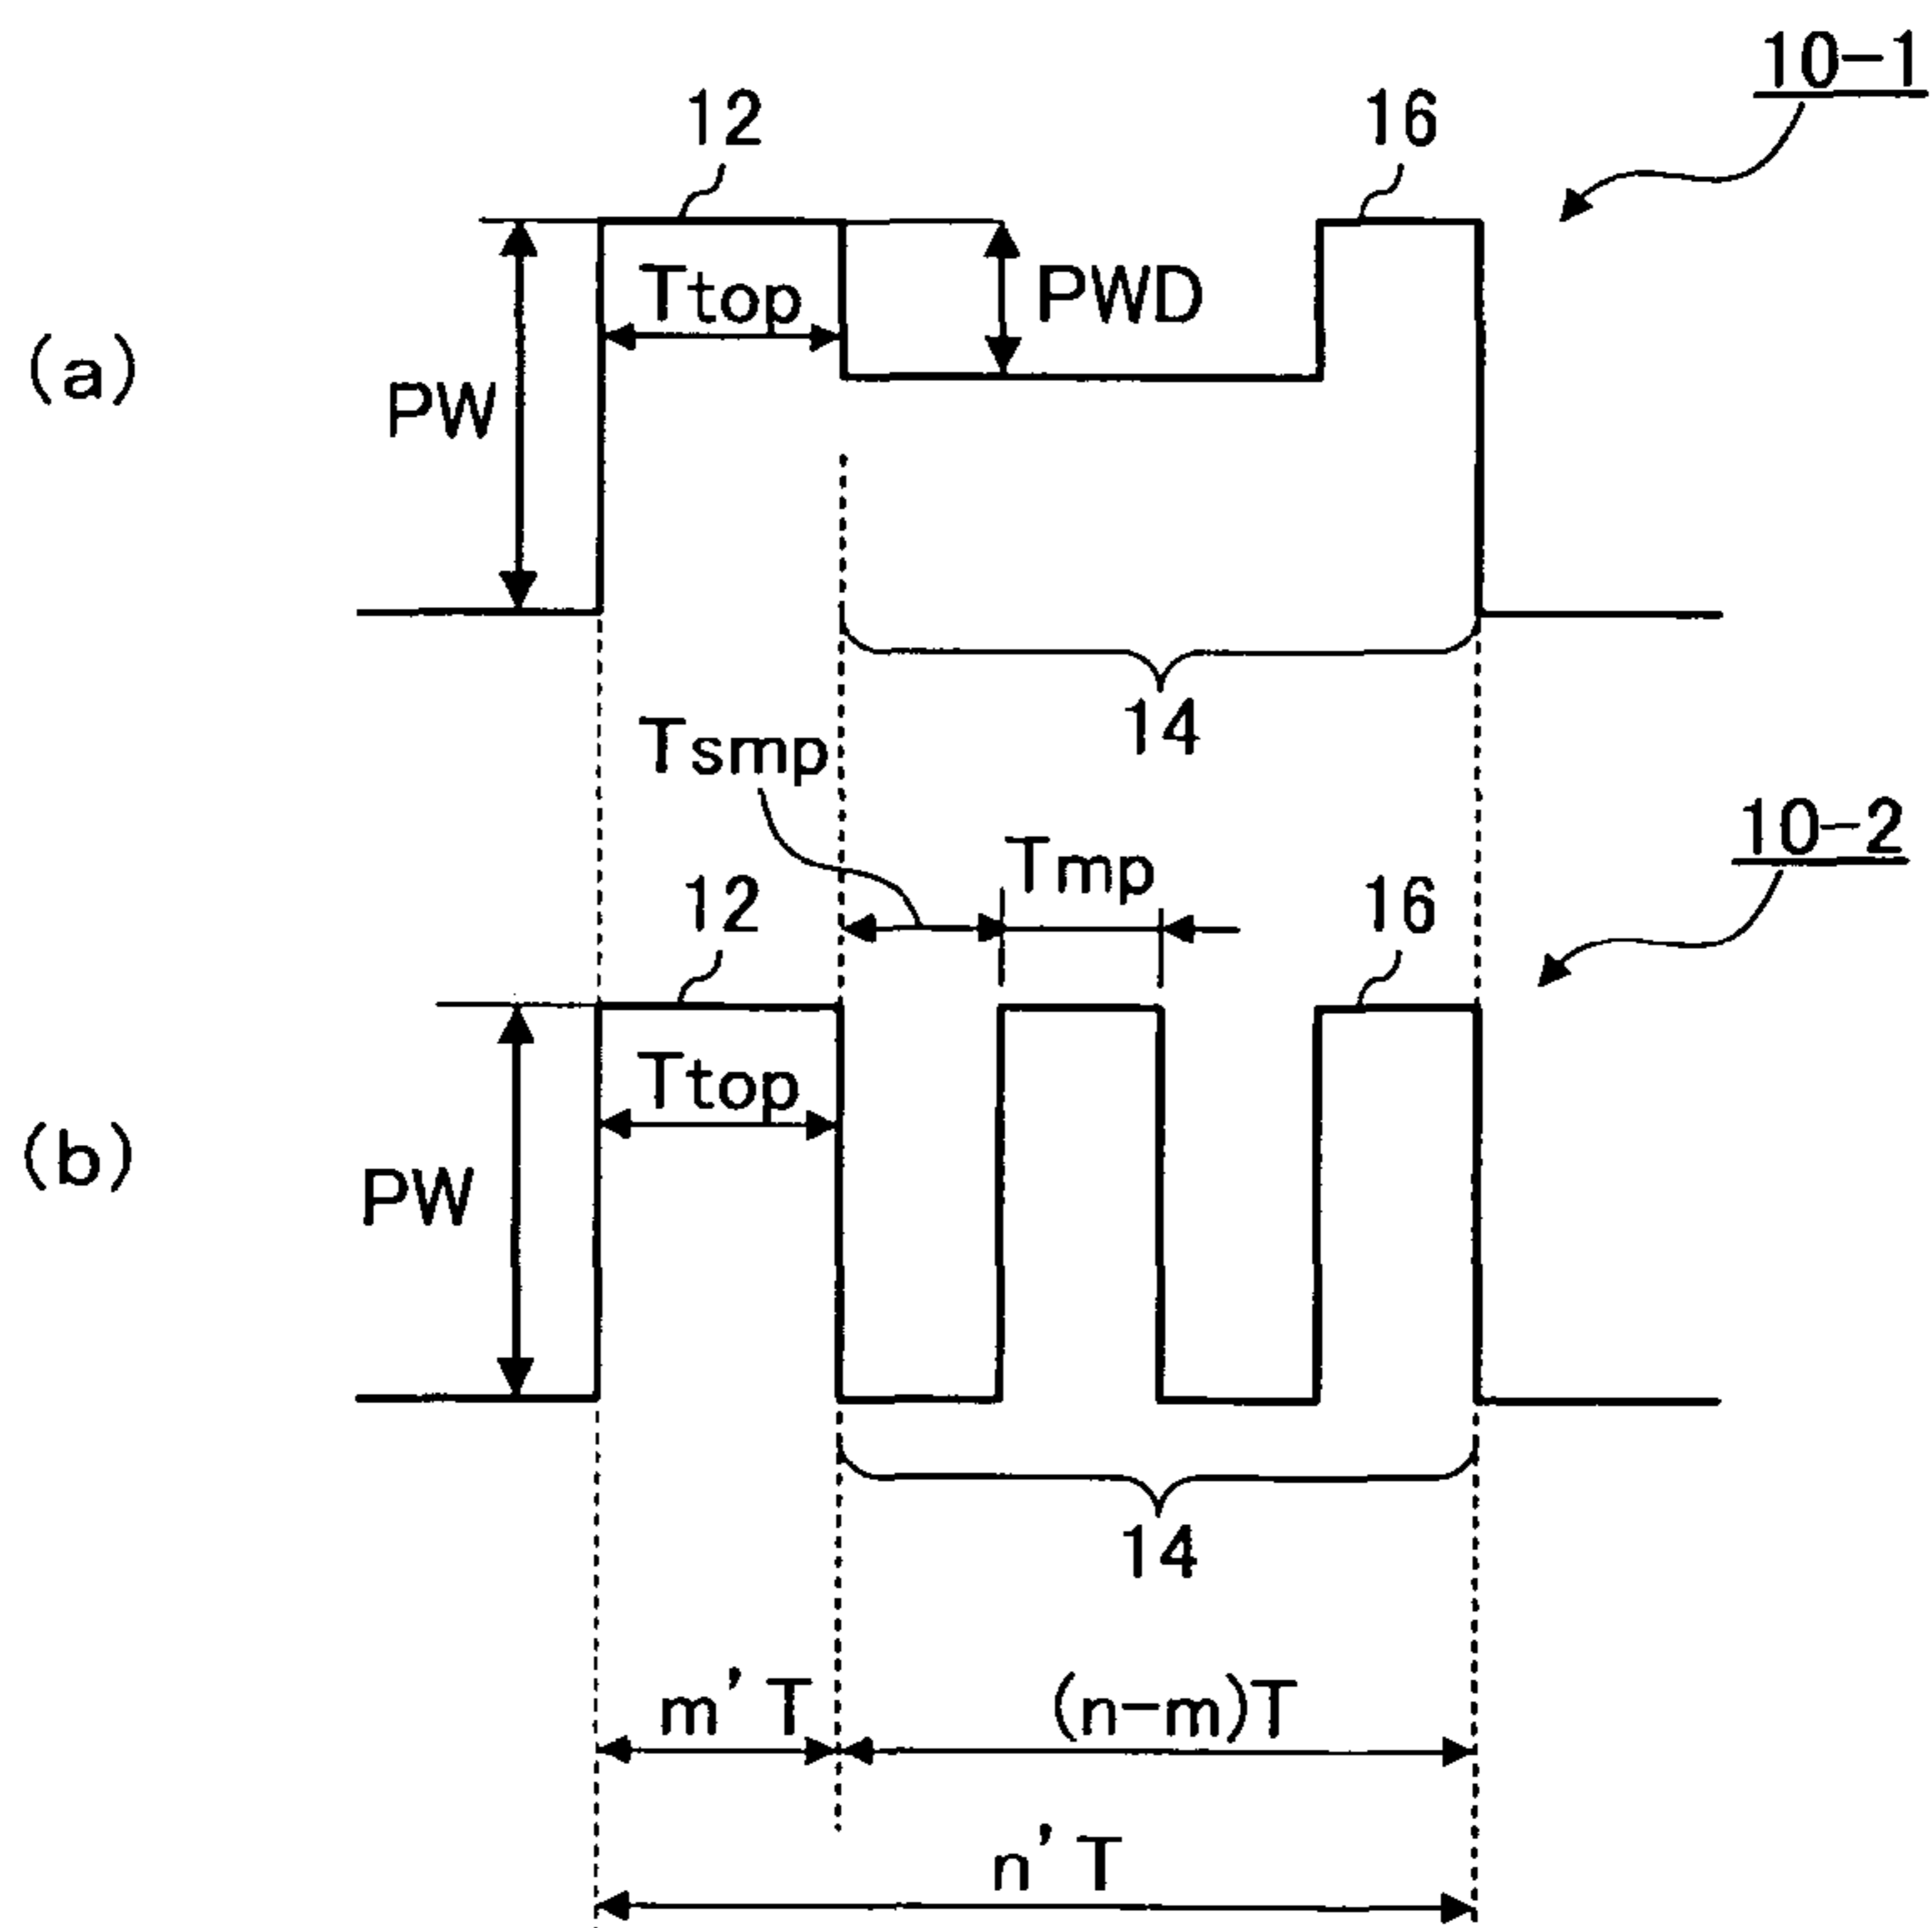 10-1
12
16
Ttop
PWD
(a)
PW
14
Tsmp
10-2
Tmp
12
16
Ttop
(b)
PW
14
m' T
(n-m)T
n' T